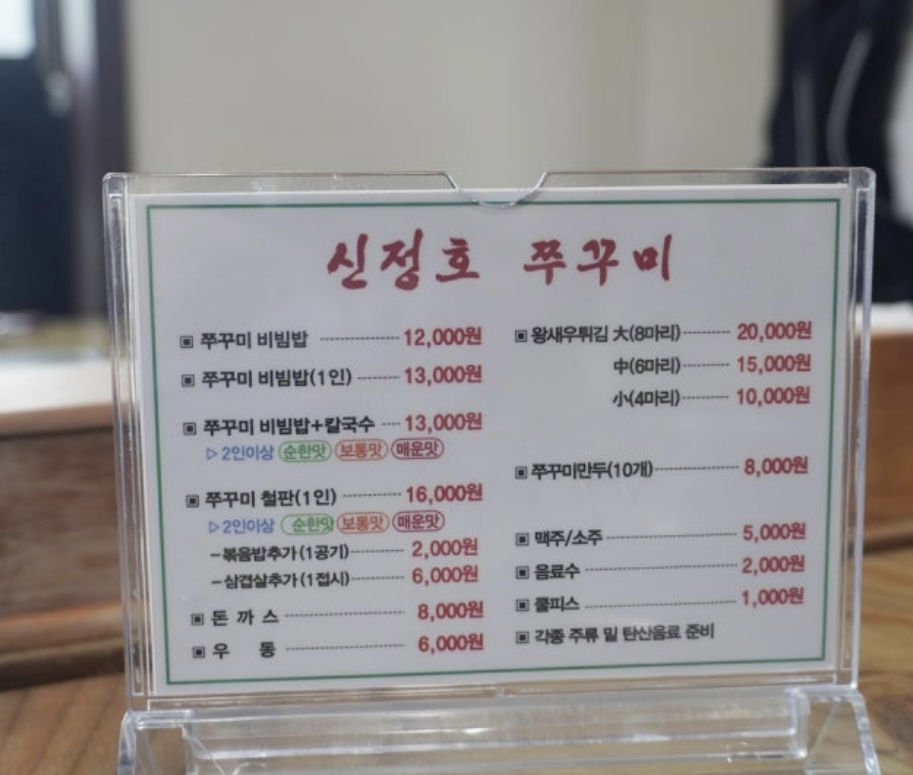 신정호 쭈꾸미
▣ 쭈꾸미 비빔밥 12,000원
▣ 쭈꾸미 비빔밥(1인) 13,000원
▣ 쭈꾸미 비빔밥+칼국수 13,000원
▷2인이상 순한맛 보통맛 매운맛
▣ 쭈꾸미 철판(1인) 16,000원
▷2인이상 순한맛 보통맛 매운맛
-볶음밥추가(1공기) 2,000원
-삼겹살추가(1접시) 6,000원
▣ 돈 까 스 8,000원
▣ 우 동 6,000원
▣ 왕새우튀김 大(8마리) 20,000원
中(6마리) 15,000원
小(4마리) 10,000원
▣ 쭈꾸미만두(10개) 8,000원
▣ 맥주/소주 5,000원
▣ 음료수 2,000원
▣ 쿨피스 1,000원
▣ 각종 주류 밑 탄산음료 준비